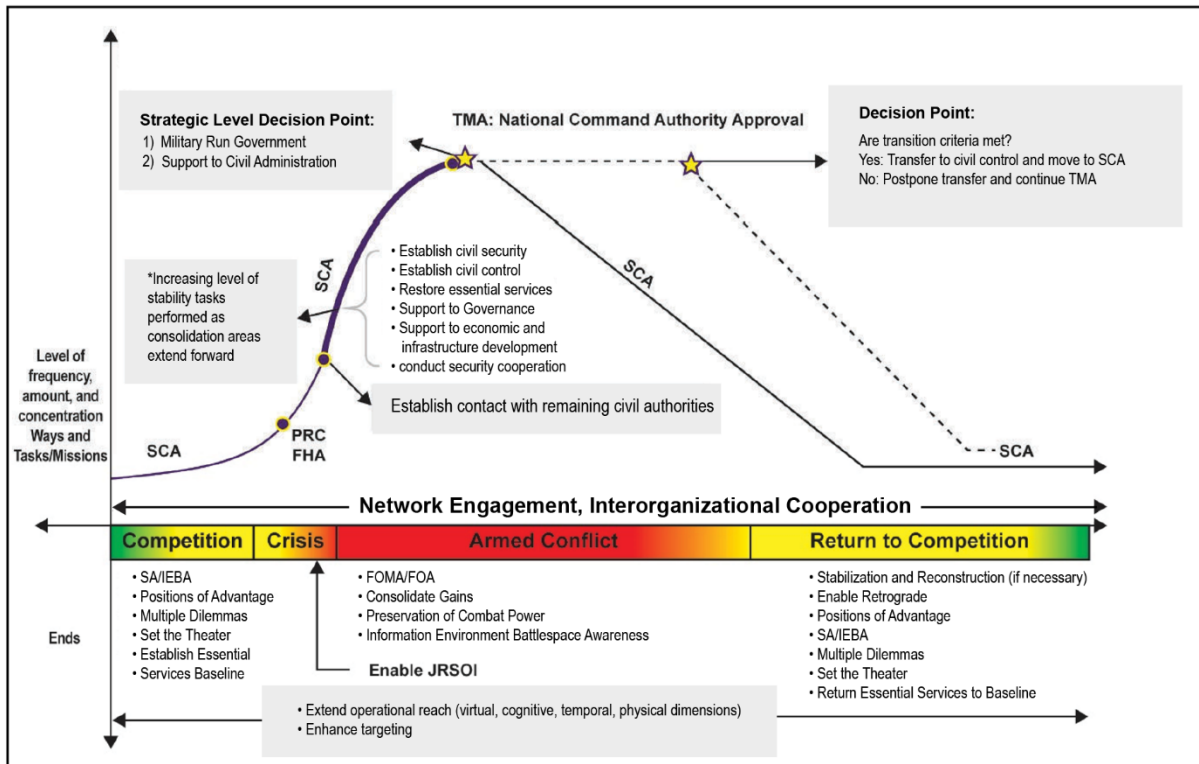 Strategic Level Decision Point:
1) Military Run Government
2) Support to Civil Administration
TMA: National Command Authority Approval
Decision Point:
Are transition criteria met?
Yes: Transfer to civil control and move to SCA
No: Postpone transfer and continue TMA
*Increasing level of
stability tasks
performed as
consolidation areas
extend forward
SCA
• Establish civil security
• Establish civil control
• Restore essential services
• Support to Governance
• Support to economic and
infrastructure development
• conduct security cooperation
SCA
Level of
frequency,
amount, and
concentration
Ways and
Tasks/Missions
Establish contact with remaining civil authorities
SCA
PRC
FHA
SCA
Network Engagement, Interorganizational Cooperation
Competition
Crisis
Armed Conflict
Return to Competition
Ends
• SA/IEBA
• Positions of Advantage
• Multiple Dilemmas
• Set the Theater
• Establish Essential
• Services Baseline
• FOMA/FOA
• Consolidate Gains
• Preservation of Combat Power
• Information Environment Battlespace Awareness
Enable JRSOI
• Stabilization and Reconstruction (if necessary)
• Enable Retrograde
• Positions of Advantage
• SA/IEBA
• Multiple Dilemmas
• Set the Theater
• Return Essential Services to Baseline
• Extend operational reach (virtual, cognitive, temporal, physical dimensions)
• Enhance targeting